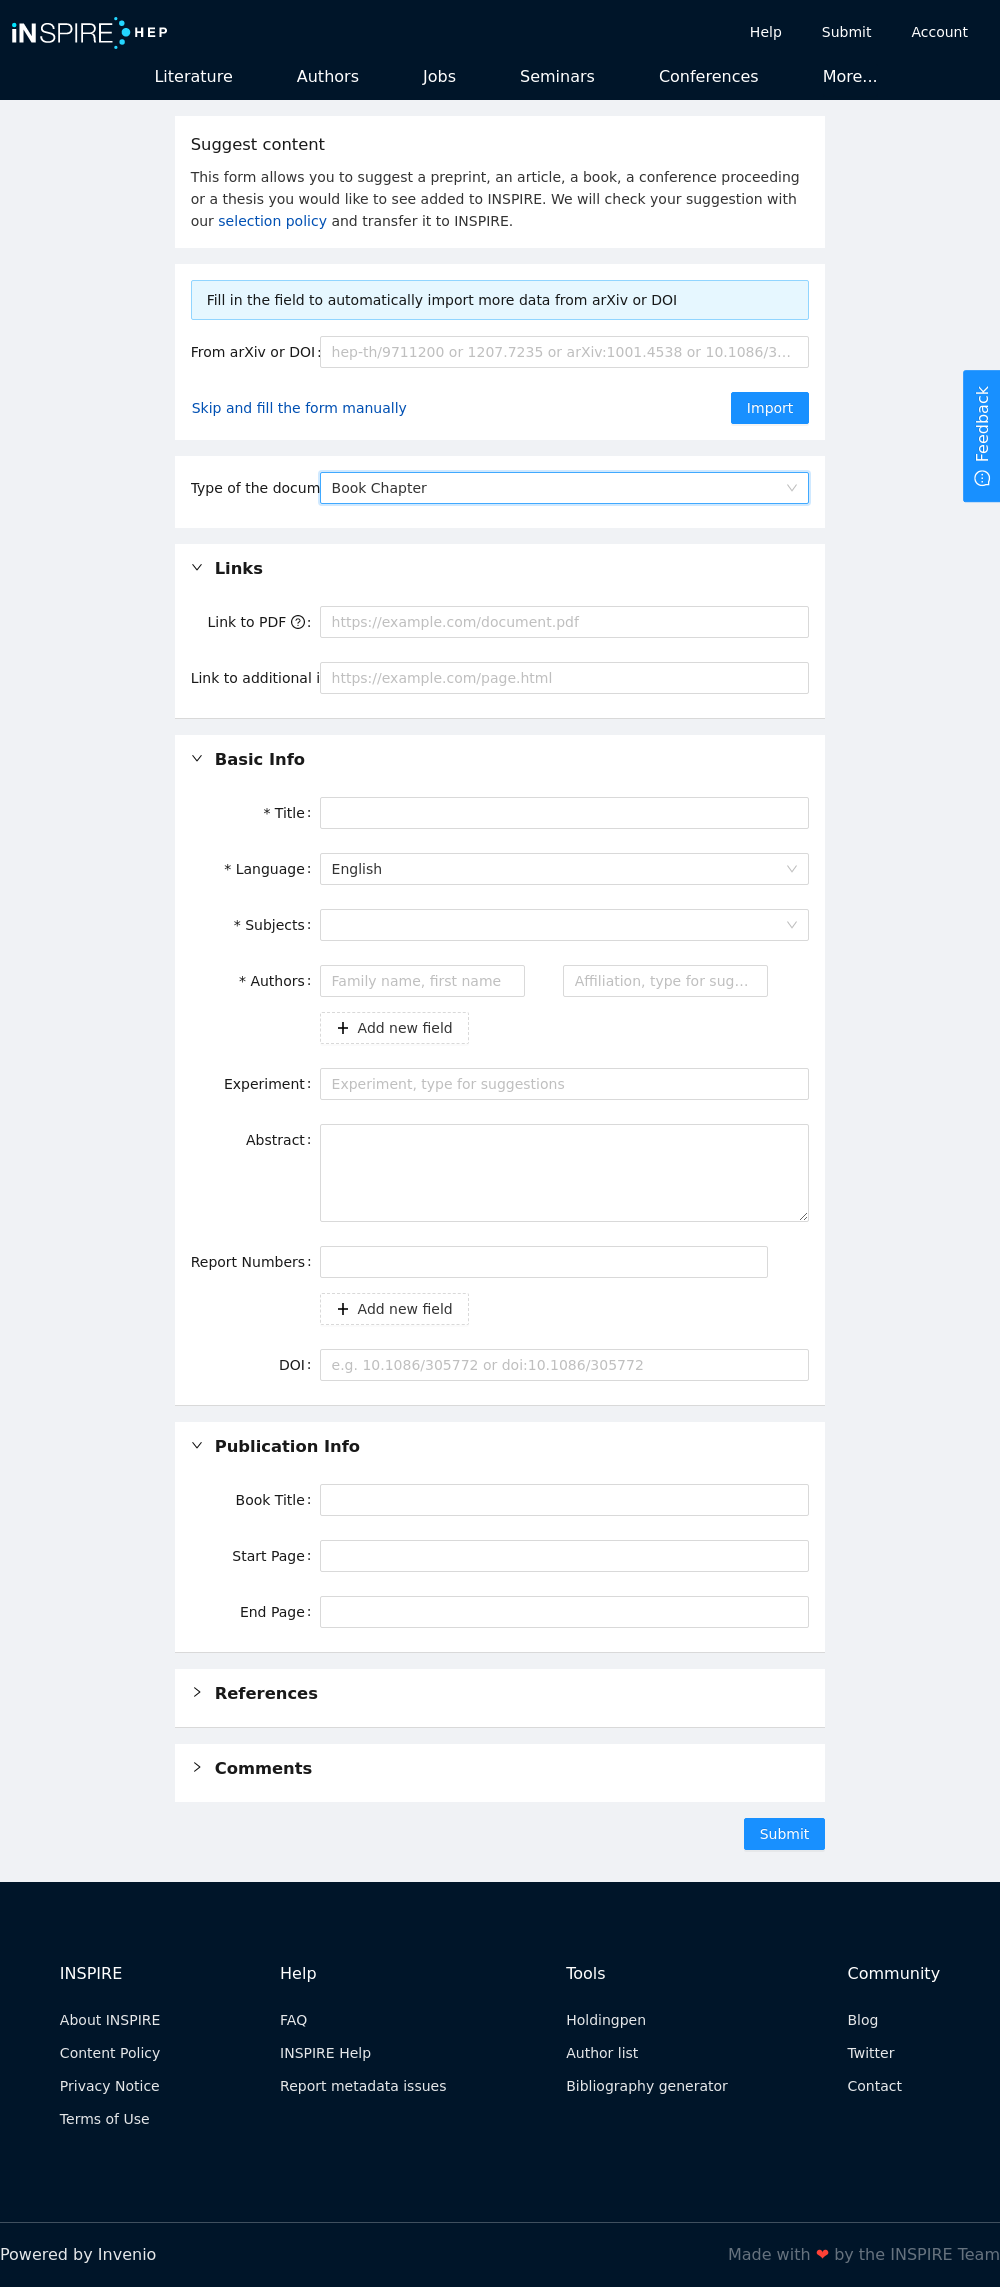 iNSPIRE HEP
Help Submit Account
Literature Authors Jobs Seminars Conferences More...
Suggest content
This form allows you to suggest a preprint, an article, a book, a conference proceeding
or a thesis you would like to see added to INSPIRE. We will check your suggestion with
our selection policy and transfer it to INSPIRE.
Fill in the field to automatically import more data from arXiv or DOI
From arXiv or DOI: hep-th/9711200 or 1207.7235 or arXiv:1001.4538 or 10.1086/3...
Skip and fill the form manually Import
Feedback
Type of the docum Book Chapter
Links
Link to PDF : https://example.com/document.pdf
Link to additional i https://example.com/page.html
Basic Info
* Title:
* Language: English
* Subjects:
* Authors: Family name, first name Affiliation, type for sug...
+ Add new field
Experiment: Experiment, type for suggestions
Abstract:
Report Numbers:
+ Add new field
DOI: e.g. 10.1086/305772 or doi:10.1086/305772
Publication Info
Book Title:
Start Page:
End Page:
References
Comments
Submit
INSPIRE Help Tools Community
About INSPIRE FAQ Holdingpen Blog
Content Policy INSPIRE Help Author list Twitter
Privacy Notice Report metadata issues Bibliography generator Contact
Terms of Use
Powered by Invenio Made with ❤ by the INSPIRE Team